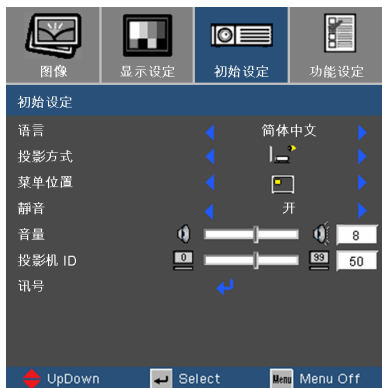 图像 显示设定 初始设定 功能设定
初始设定
语言 简体中文
投影方式
菜单位置
靜音 开
音量 8
投影机 ID 0 99 50
讯号
UpDown Select Menu Menu Off